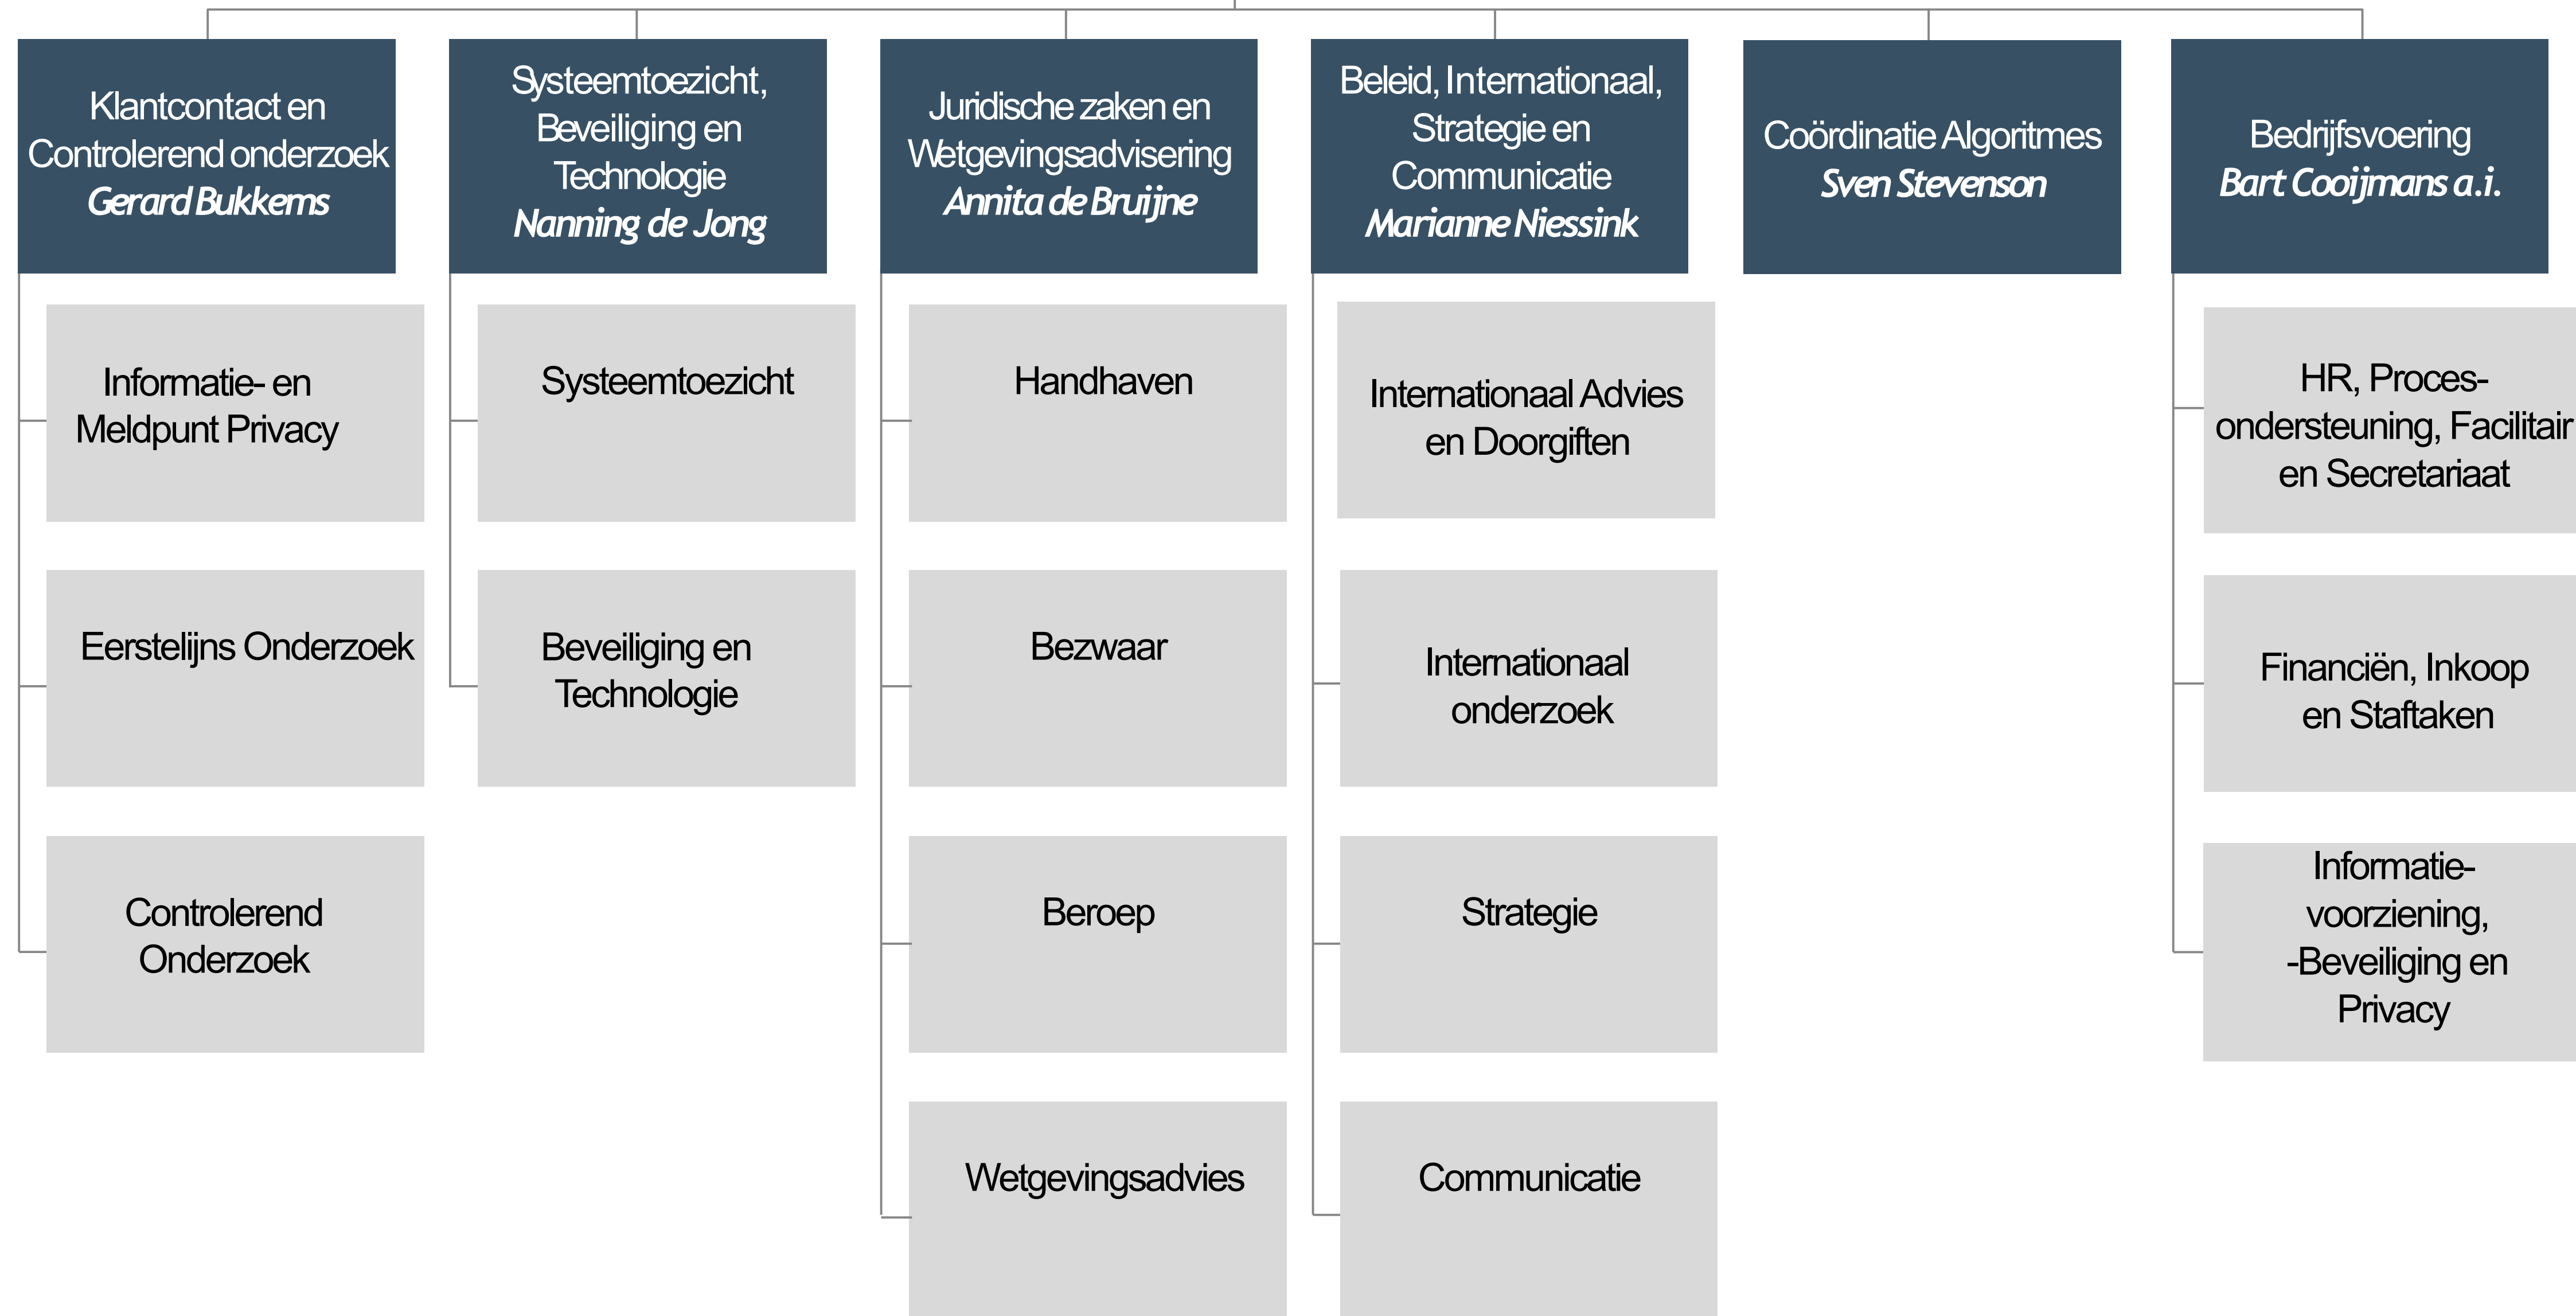 Klantcontact en
Controlerend onderzoek
Gerard Bukkems
Systeemtoezicht,
Beveiliging en
Technologie
Nanning de Jong
Juridische zaken en
Wetgevingsadvisering
Annita de Bruijne
Beleid, Internationaal,
Strategie en
Communicatie
Marianne Niessink
Coördinatie Algoritmes
Sven Stevenson
Bedrijfsvoering
Bart Cooijmans a.i.
Informatie- en
Meldpunt Privacy
Eerstelijns Onderzoek
Controlerend
Onderzoek
Systeemtoezicht
Beveiliging en
Technologie
Handhaven
Bezwaar
Beroep
Wetgevingsadvies
Internationaal Advies
en Doorgiften
Internationaal
onderzoek
Strategie
Communicatie
HR, Proces-
ondersteuning, Facilitair
en Secretariaat
Financiën, Inkoop
en Staftaken
Informatie-
voorziening,
-Beveiliging en
Privacy